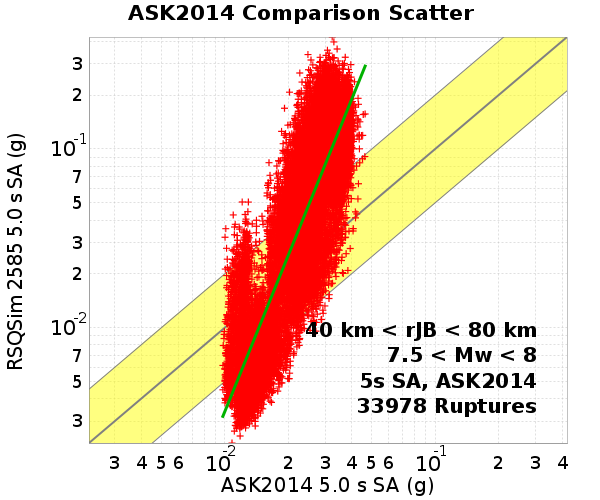 ASK2014 Comparison Scatter
RSQSim 2585 5.0 s SA (g)
3
2
10⁻¹
7
5
3
2
10⁻²
7
5
3
40 km < rJB < 80 km
7.5 < Mw < 8
5s SA, ASK2014
33978 Ruptures
3 4 5 6 10⁻² 2 3 4 5 6 10⁻¹ 2 3 4
ASK2014 5.0 s SA (g)